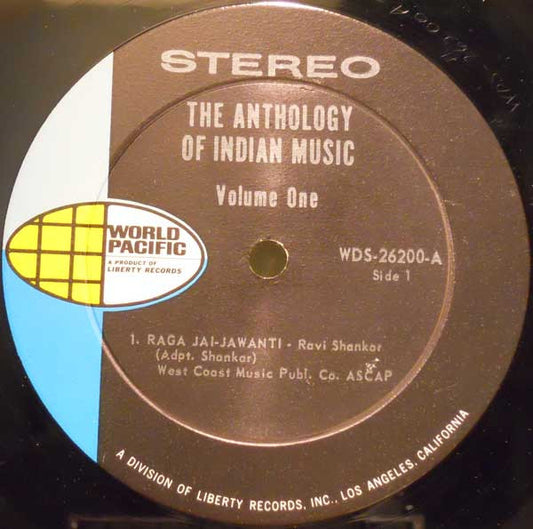 STEREO
THE ANTHOLOGY
OF INDIAN MUSIC
Volume One
WORLD
PACIFIC
A PRODUCT OF
LIBERTY RECORDS
WDS-26200-A
Side 1
1. RAGA JAI-JAWANTI - Ravi Shankar
(Adpt. Shankar)
West Coast Music Publ. Co. ASCAP
A DIVISION OF LIBERTY RECORDS, INC., LOS ANGELES, CALIFORNIA